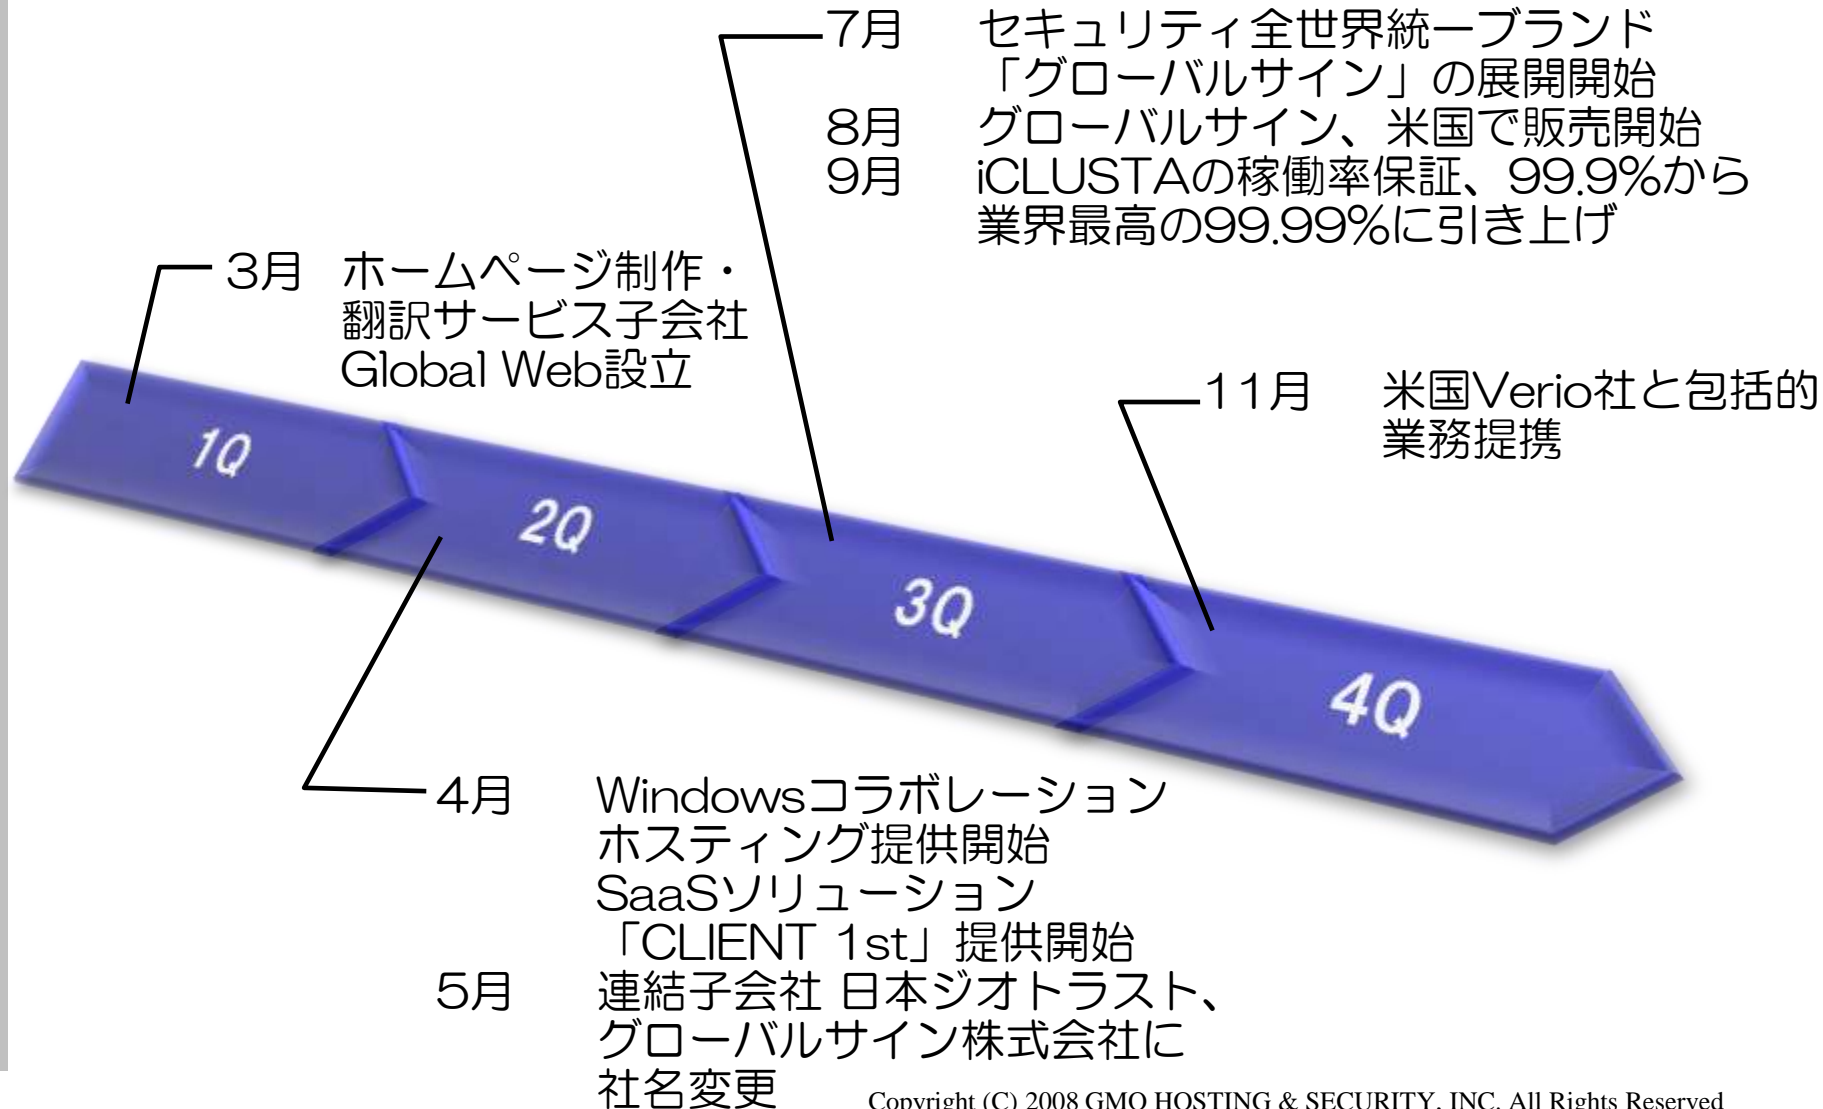 7月 セキュリティ全世界統一ブランド
「グローバルサイン」の展開開始
8月 グローバルサイン、米国で販売開始
9月 iCLUSTAの稼働率保証、99.9%から
業界最高の99.99%に引き上げ
3月 ホームページ制作・
翻訳サービス子会社
Global Web設立
11月 米国Verio社と包括的
業務提携
1Q
2Q
3Q
4Q
4月 Windowsコラボレーション
ホスティング提供開始
SaaSソリューション
「CLIENT 1st」提供開始
5月 連結子会社 日本ジオトラスト、
グローバルサイン株式会社に
社名変更
Copyright (C) 2008 GMO HOSTING & SECURITY, INC. All Rights Reserved